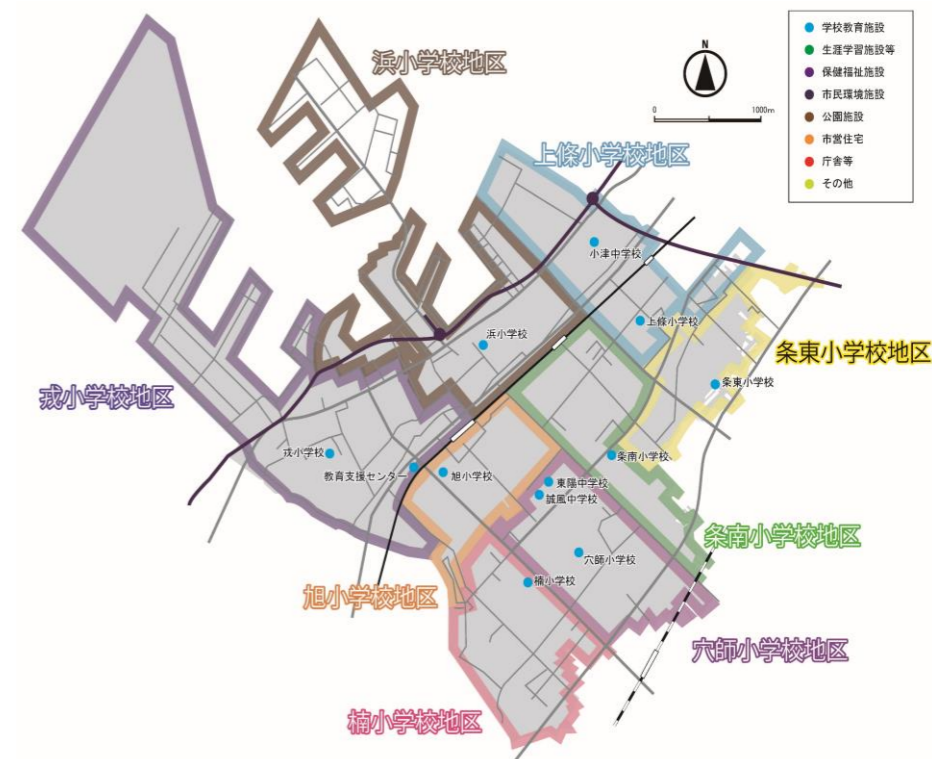 学校教育施設
生涯学習施設等
保健福祉施設
市民環境施設
公園施設
市営住宅
庁舎等
その他
N
0 1000m
浜小学校地区
上條小学校地区
小津中学校
上條小学校
浜小学校
条東小学校地区
条東小学校
戎小学校地区
戎小学校
教育支援センター
旭小学校
条南小学校
東陽中学校
誠風中学校
条南小学校地区
穴師小学校
楠小学校
旭小学校地区
穴師小学校地区
楠小学校地区